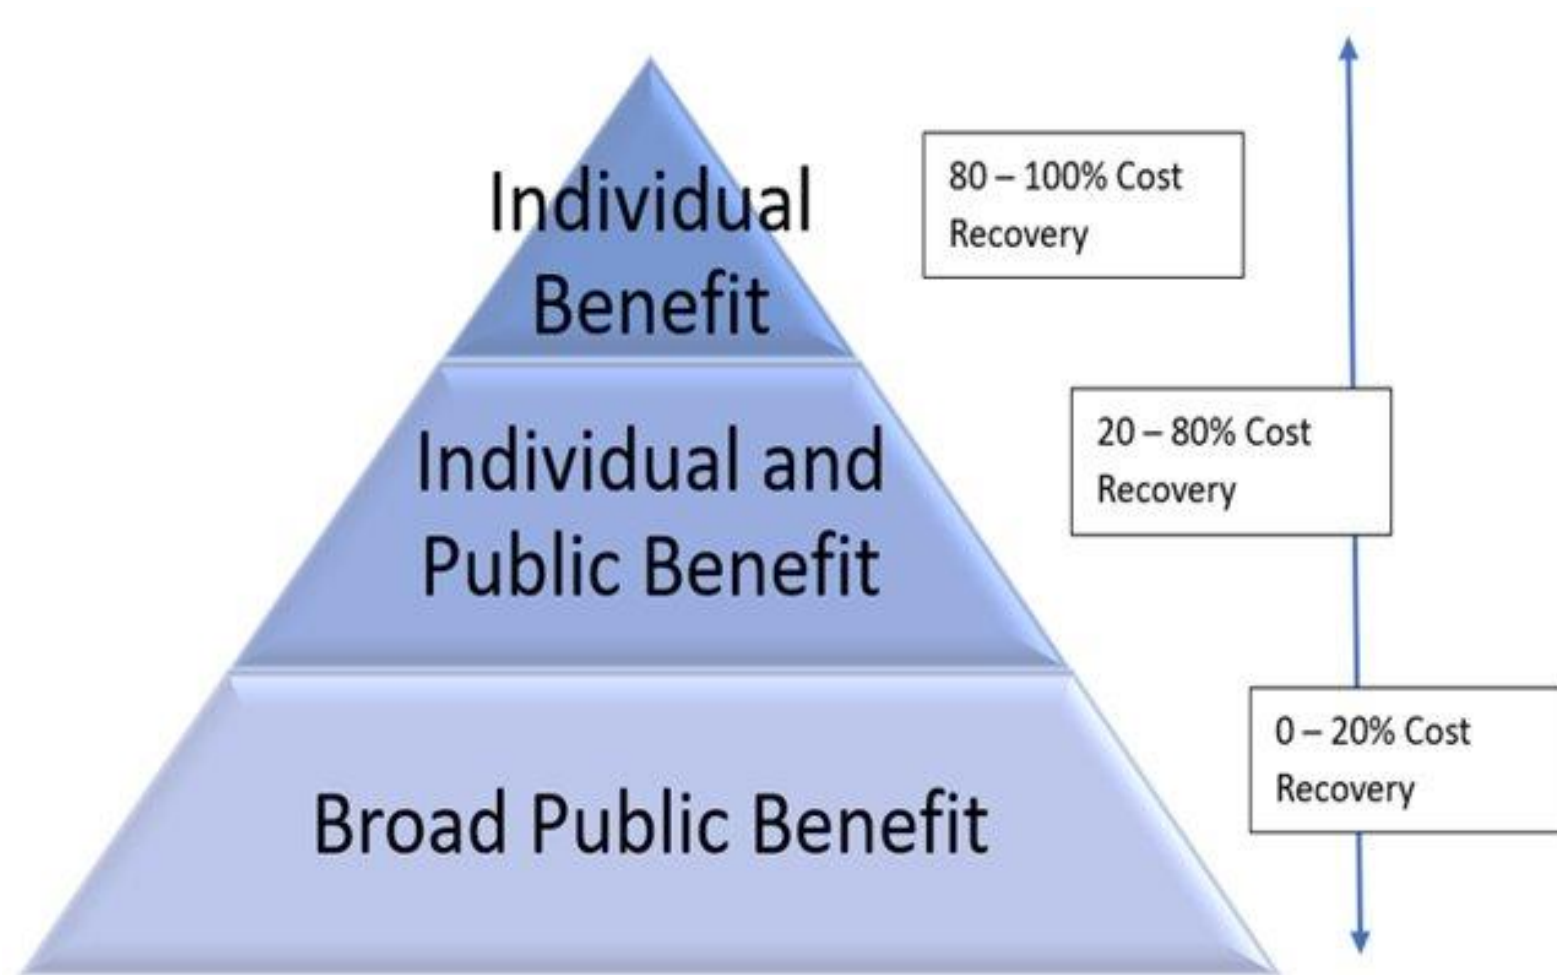 Individual
Benefit
80 – 100% Cost
Recovery
Individual and
Public Benefit
20 – 80% Cost
Recovery
Broad Public Benefit
0 – 20% Cost
Recovery